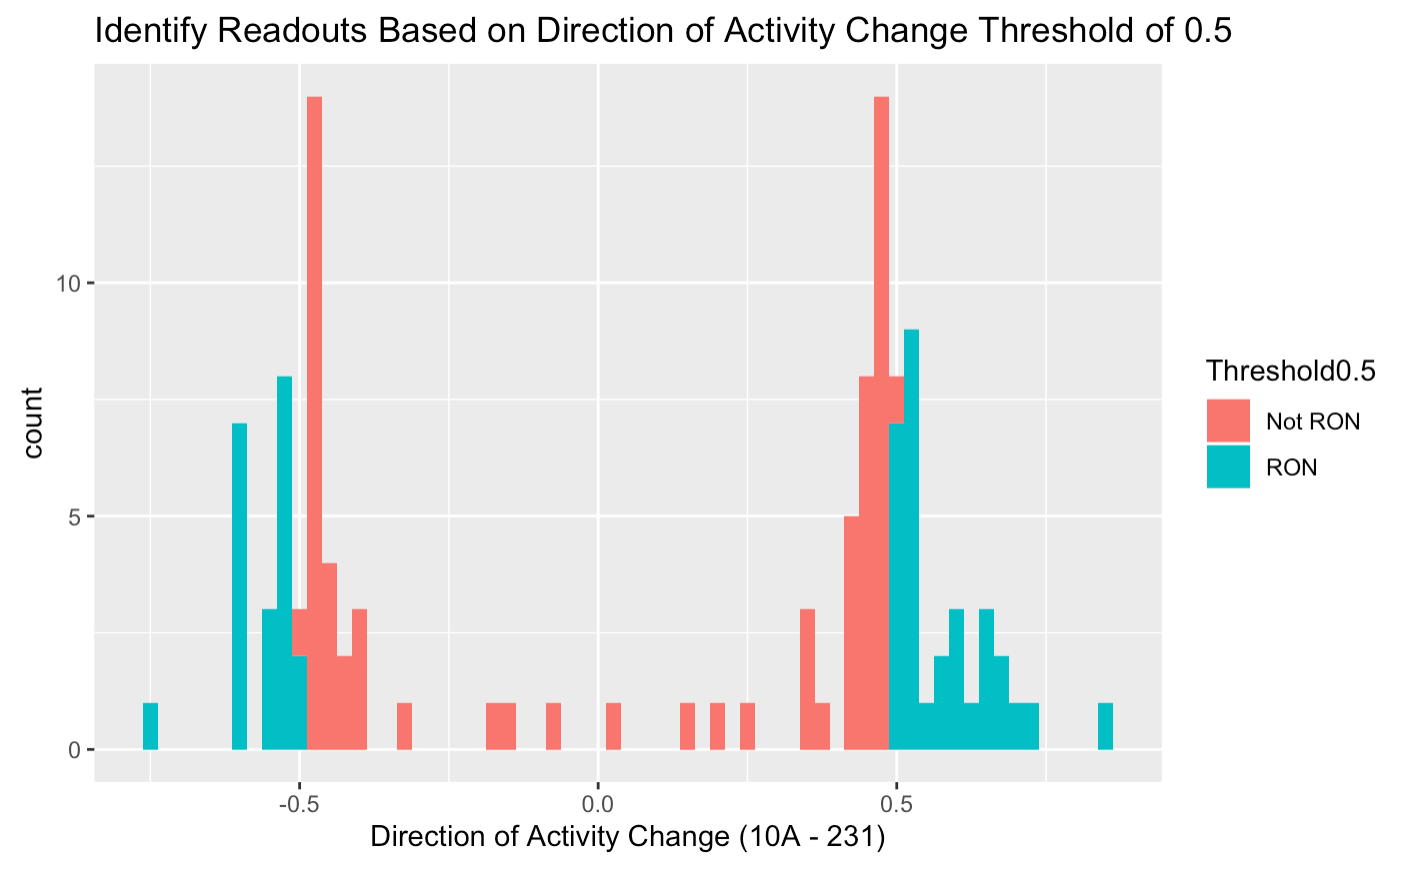 Identify Readouts Based on Direction of Activity Change Threshold of 0.5
10
5
0
count
-0.5
0.0
0.5
Direction of Activity Change (10A - 231)
Threshold0.5
Not RON
RON